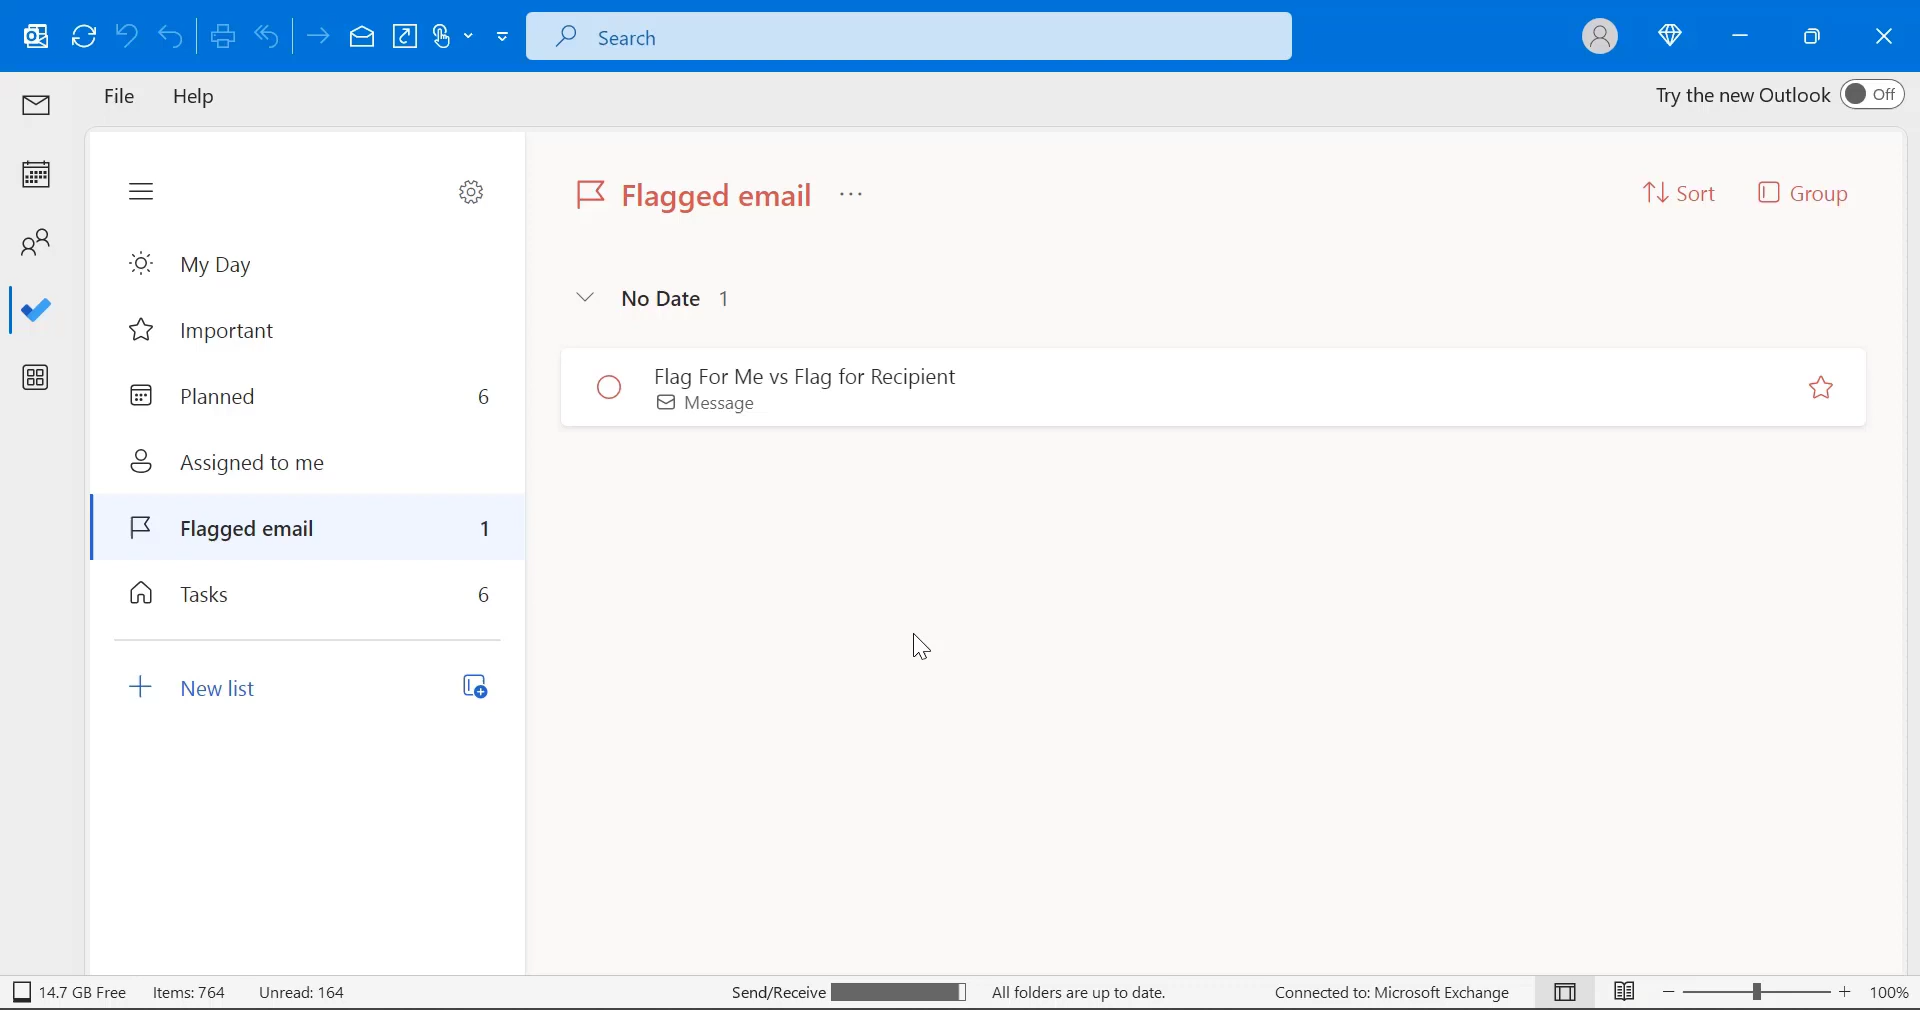 Search
File
Help
Try the new Outlook
Off
My Day
Important
Planned 6
Assigned to me
Flagged email 1
Tasks 6
New list
Flagged email ...
Sort
Group
No Date 1
Flag For Me vs Flag for Recipient
Message
14.7 GB Free
Items: 764
Unread: 164
Send/Receive
All folders are up to date.
Connected to: Microsoft Exchange
100%